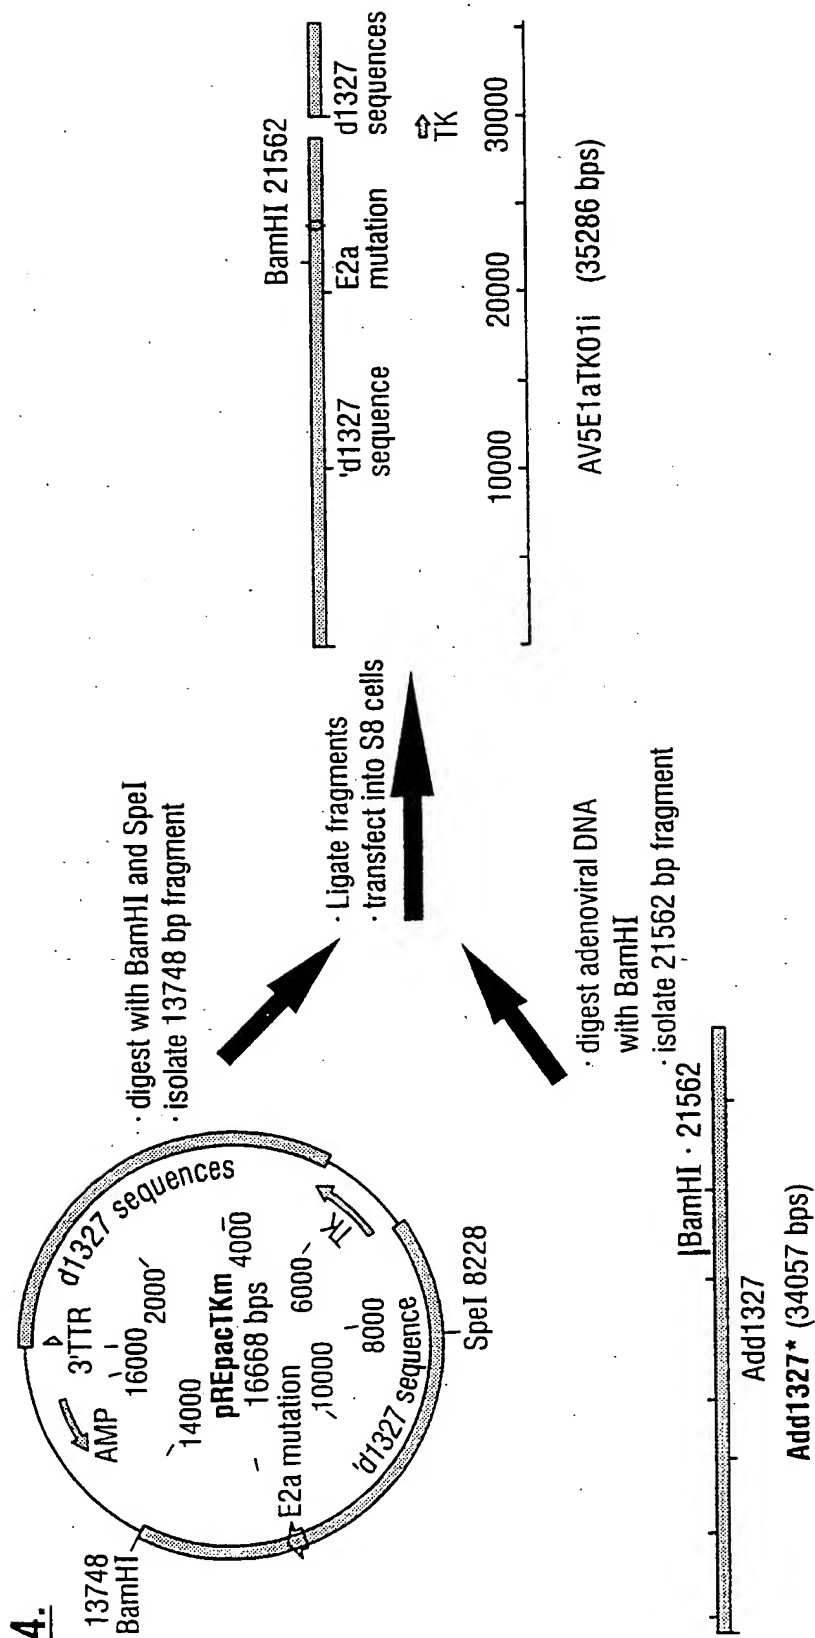 4.
13748
BamHI
AMP
3'TTR
d1327 sequences
16000
2000
14000
4000
pREpacTKm
16668 bps
6000
TK
E2a mutation
10000
8000
'd1327 sequence
SpeI 8228
· digest with BamHI and SpeI
· isolate 13748 bp fragment
BamHI · 21562
Add1327
Add1327* (34057 bps)
· digest adenoviral DNA
with BamHI
· isolate 21562 bp fragment
· Ligate fragments
· transfect into S8 cells
BamHI 21562
'd1327
sequence
E2a
mutation
d1327
sequences
TK
10000
20000
30000
AV5E1aTK01i (35286 bps)